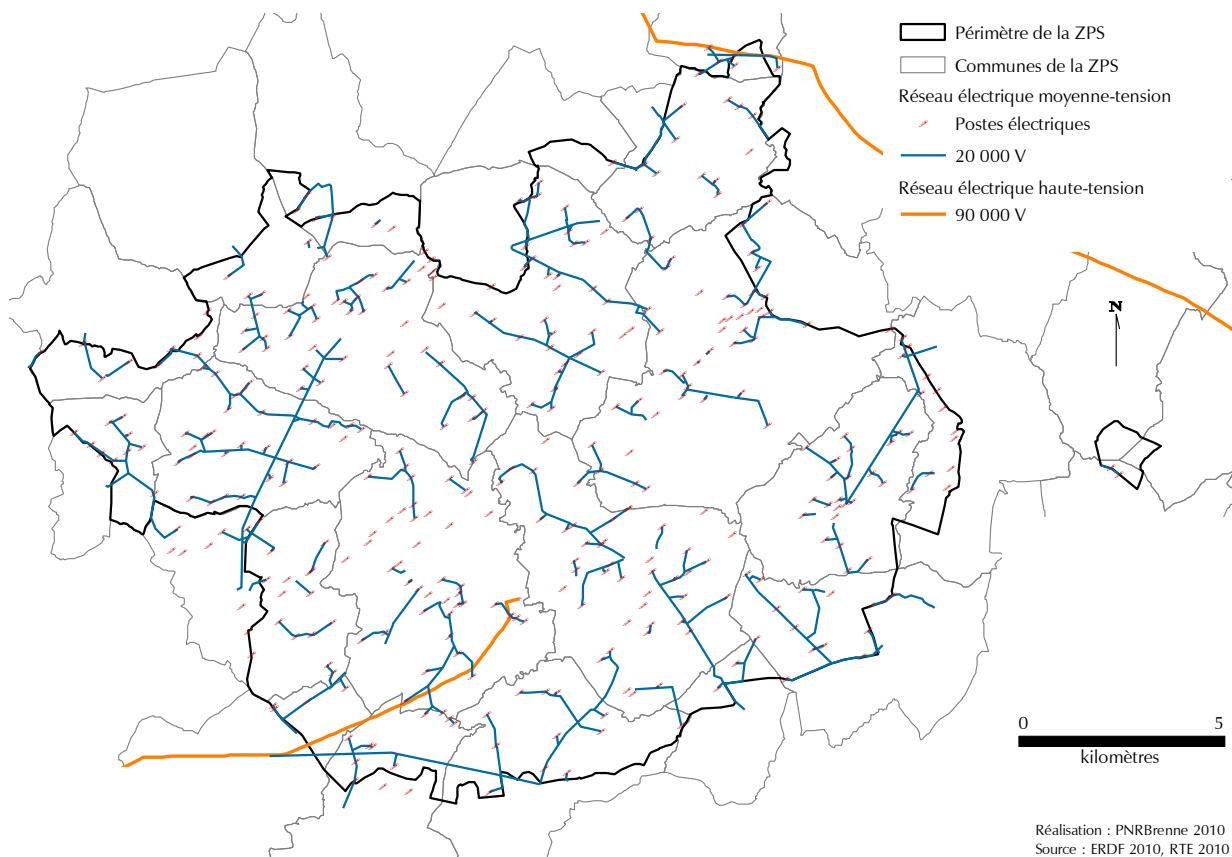 Périmètre de la ZPS
Communes de la ZPS
Réseau électrique moyenne-tension
Postes électriques
20 000 V
Réseau électrique haute-tension
90 000 V
N
0 5
kilomètres
Réalisation : PNRBrenne 2010
Source : ERDF 2010, RTE 2010